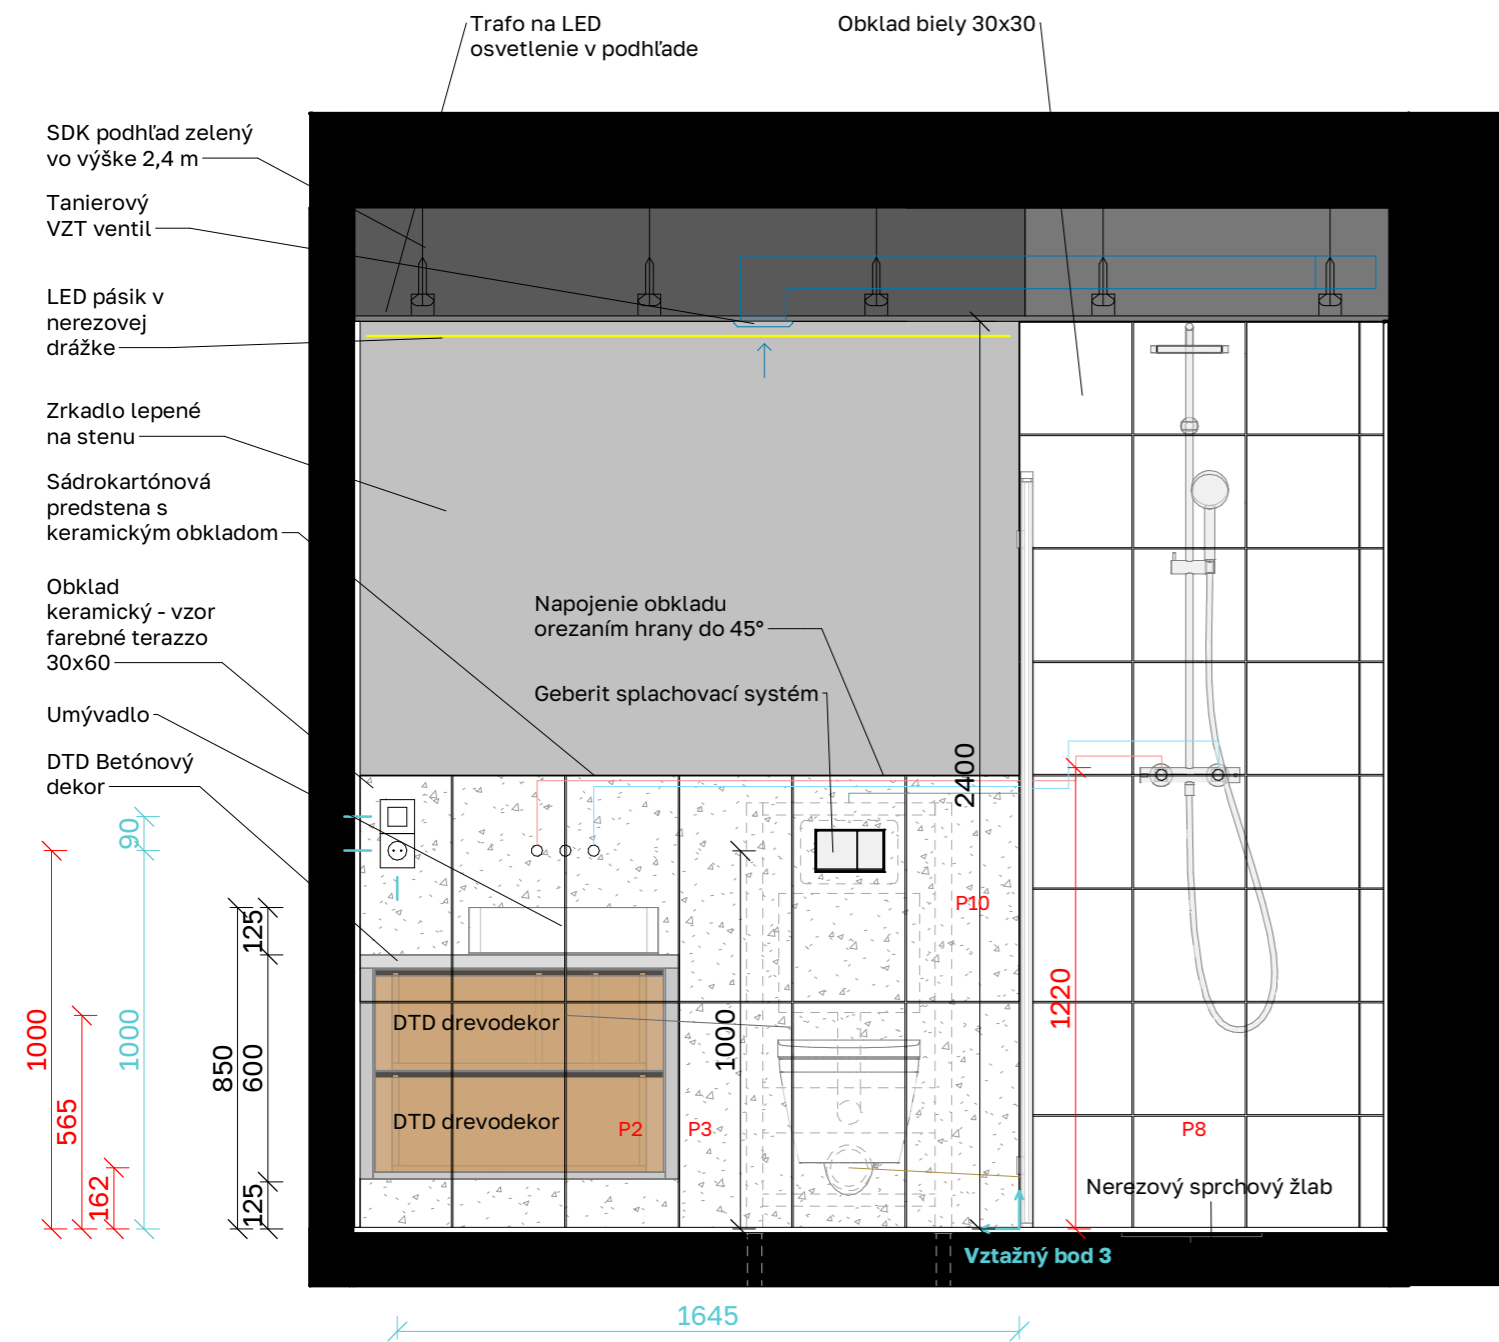 Trafo na LED
osvetlenie v podhľade
Obklad biely 30x30
SDK podhľad zelený
vo výške 2,4 m
Tanierový
VZT ventil
LED pásik v
nerezovej
drážke
Zrkadlo lepené
na stenu
Sádrokartónová
predstena s
keramickým obkladom
Obklad
keramický - vzor
farebné terazzo
30x60
Umývadlo
DTD Betónový
dekor
Napojenie obkladu
orezaním hrany do 45°
Geberit splachovací systém
2400
90
125
P10
1000
565
162
1000
850
600
125
DTD drevodekor
DTD drevodekor
1000
1220
P2
P3
P8
Nerezový sprchový žlab
Vztažný bod 3
1645